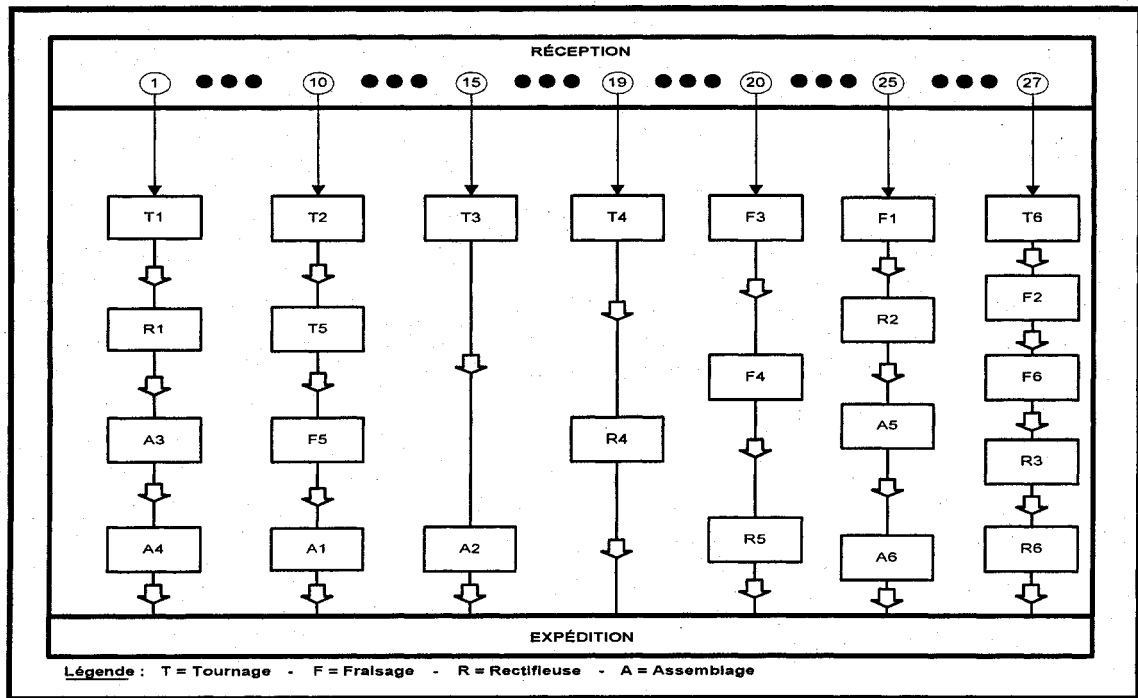 RÉCEPTION
1 10 15 19 20 25 27
T1 T2 T3 T4 F3 F1 T6
F2
R1 T5 R2
F4 F6
A3 F5 R4 A5
R3
A4 A1 A2 R5 A6 R6
EXPÉDITION
Légende : T = Tournage - F = Fraisage - R = Rectifieuse - A = Assemblage